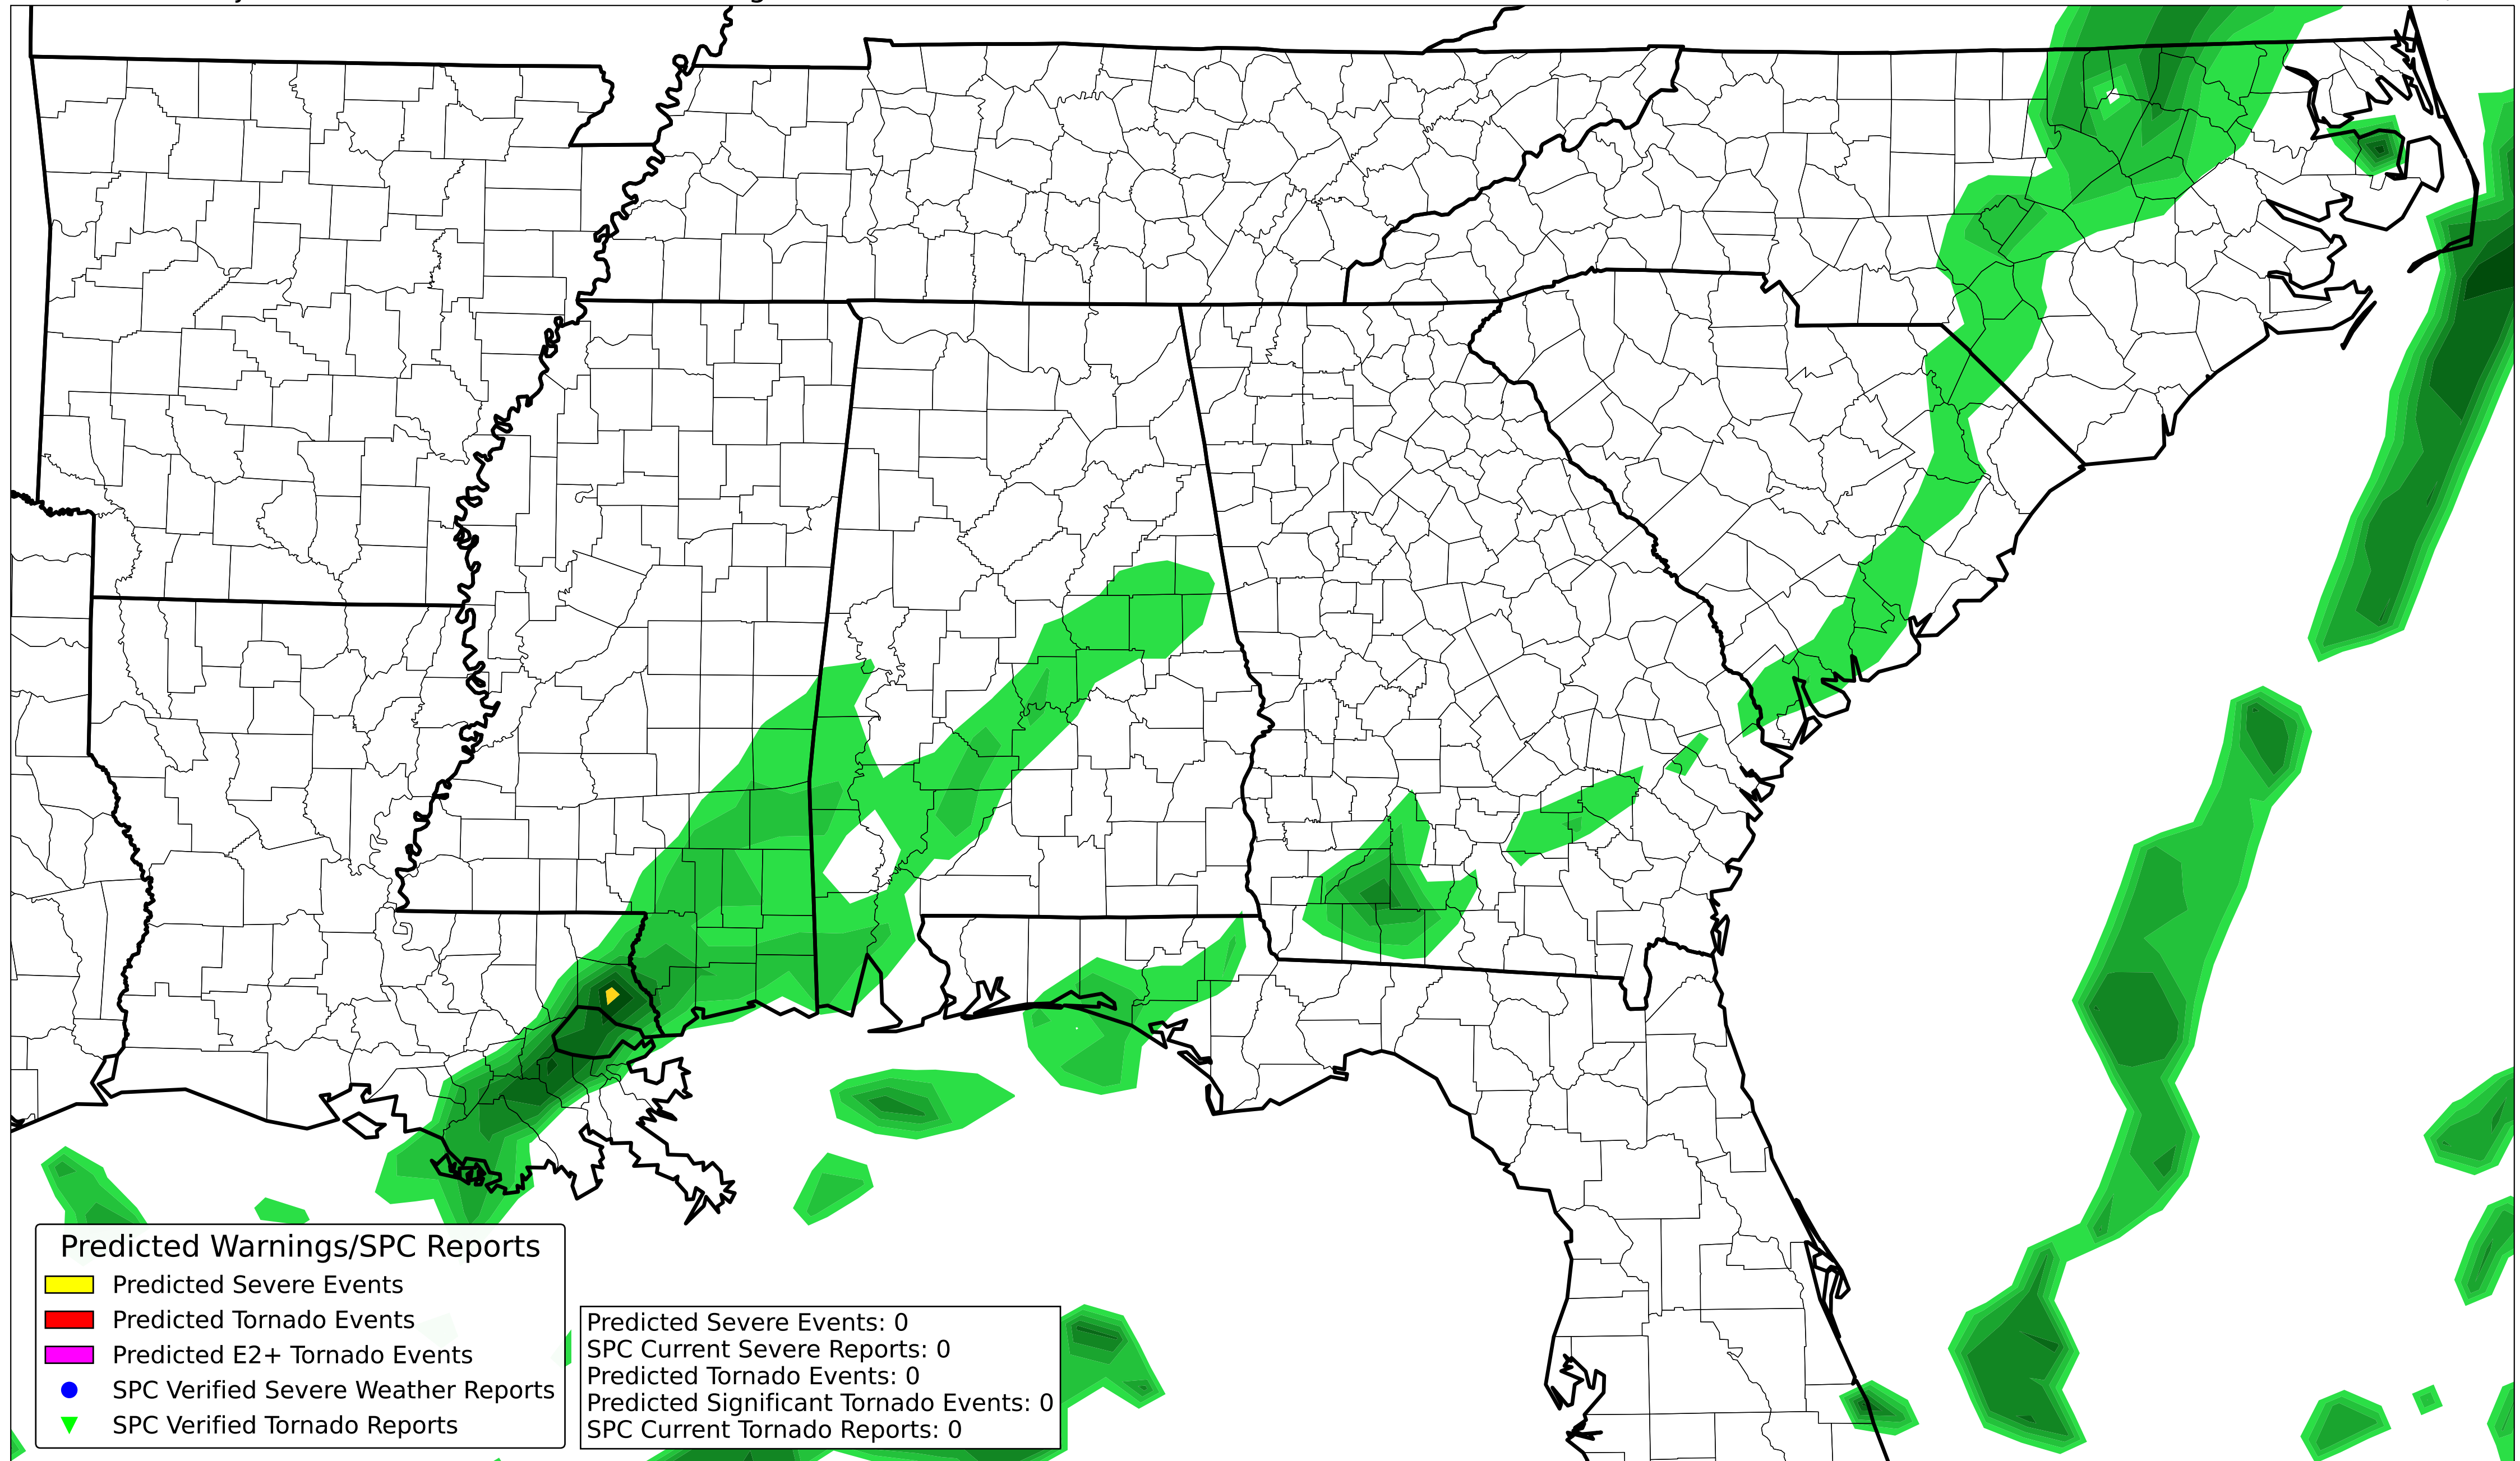 Predicted Warnings/SPC Reports
Predicted Severe Events
Predicted Tornado Events
Predicted E2+ Tornado Events
SPC Verified Severe Weather Reports
SPC Verified Tornado Reports
Predicted Severe Events: 0
SPC Current Severe Reports: 0
Predicted Tornado Events: 0
Predicted Significant Tornado Events: 0
SPC Current Tornado Reports: 0